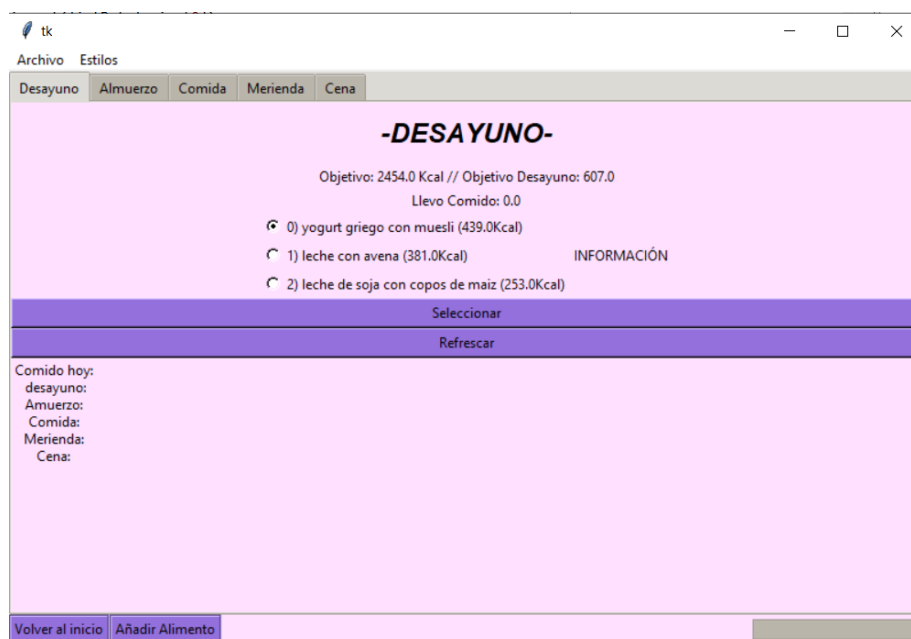 tk
Archivo Estilos
Desayuno Almuerzo Comida Merienda Cena
-DESAYUNO-
Objetivo: 2454.0 Kcal // Objetivo Desayuno: 607.0
Llevo Comido: 0.0
0) yogurt griego con muesli (439.0Kcal)
1) leche con avena (381.0Kcal) INFORMACIÓN
2) leche de soja con copos de maiz (253.0Kcal)
Seleccionar
Refrescar
Comido hoy:
desayuno:
Amuerzo:
Comida:
Merienda:
Cena:
Volver al inicio Añadir Alimento